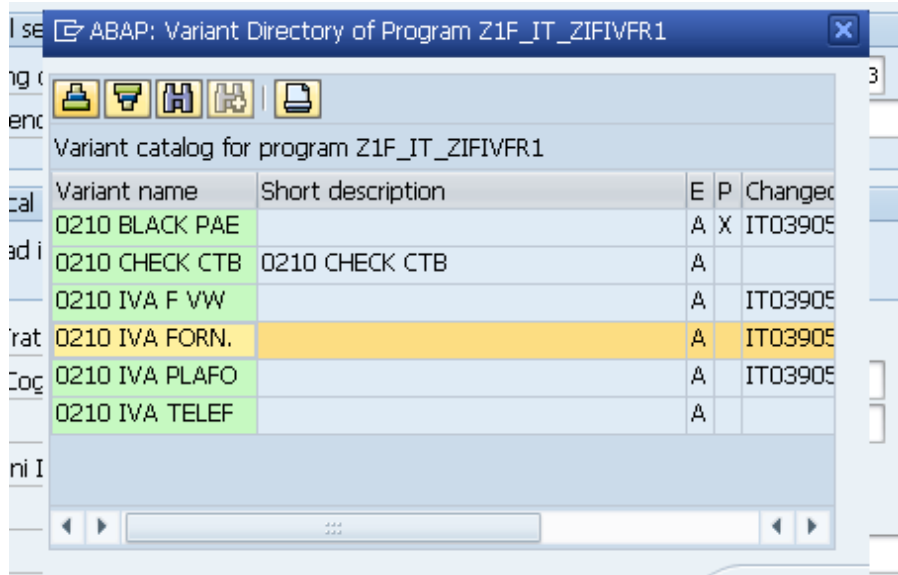 ABAP: Variant Directory of Program Z1F_IT_ZIFIVFR1
Variant catalog for program Z1F_IT_ZIFIVFR1
Variant name Short description E P Changed
0210 BLACK PAE A X IT03905
0210 CHECK CTB 0210 CHECK CTB A
0210 IVA F VW A IT03905
0210 IVA FORN. A IT03905
0210 IVA PLAFO A IT03905
0210 IVA TELEF A